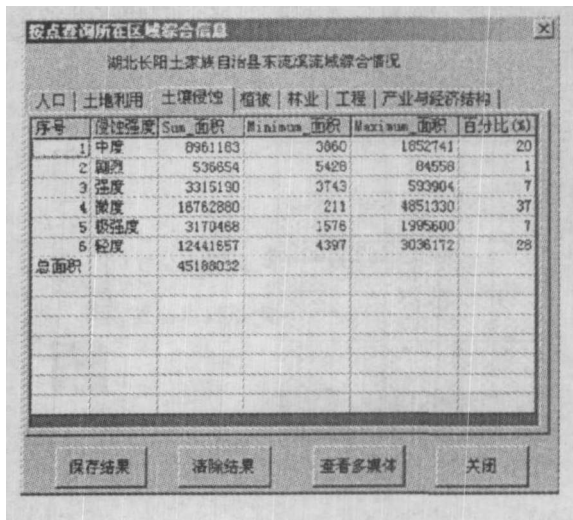 按点查询所在区域综合信息
湖北长阳土家族自治县东流溪流域综合情况
人口 土地利用 土壤侵蚀 植被 林业 工程 产业与经济结构
序号 侵蚀强度 Sum_面积 Minimum_面积 Maximum_面积 百分比(%)
1 中度 8961183 3060 1852741 20
2 剧烈 536654 5428 84558 1
3 强度 3315190 3743 593904 7
4 微度 16762880 211 4851330 37
5 极强度 3170468 1576 1995600 7
6 轻度 12441657 4397 3036172 28
总面积 45188032
保存结果 清除结果 查看多媒体 关闭